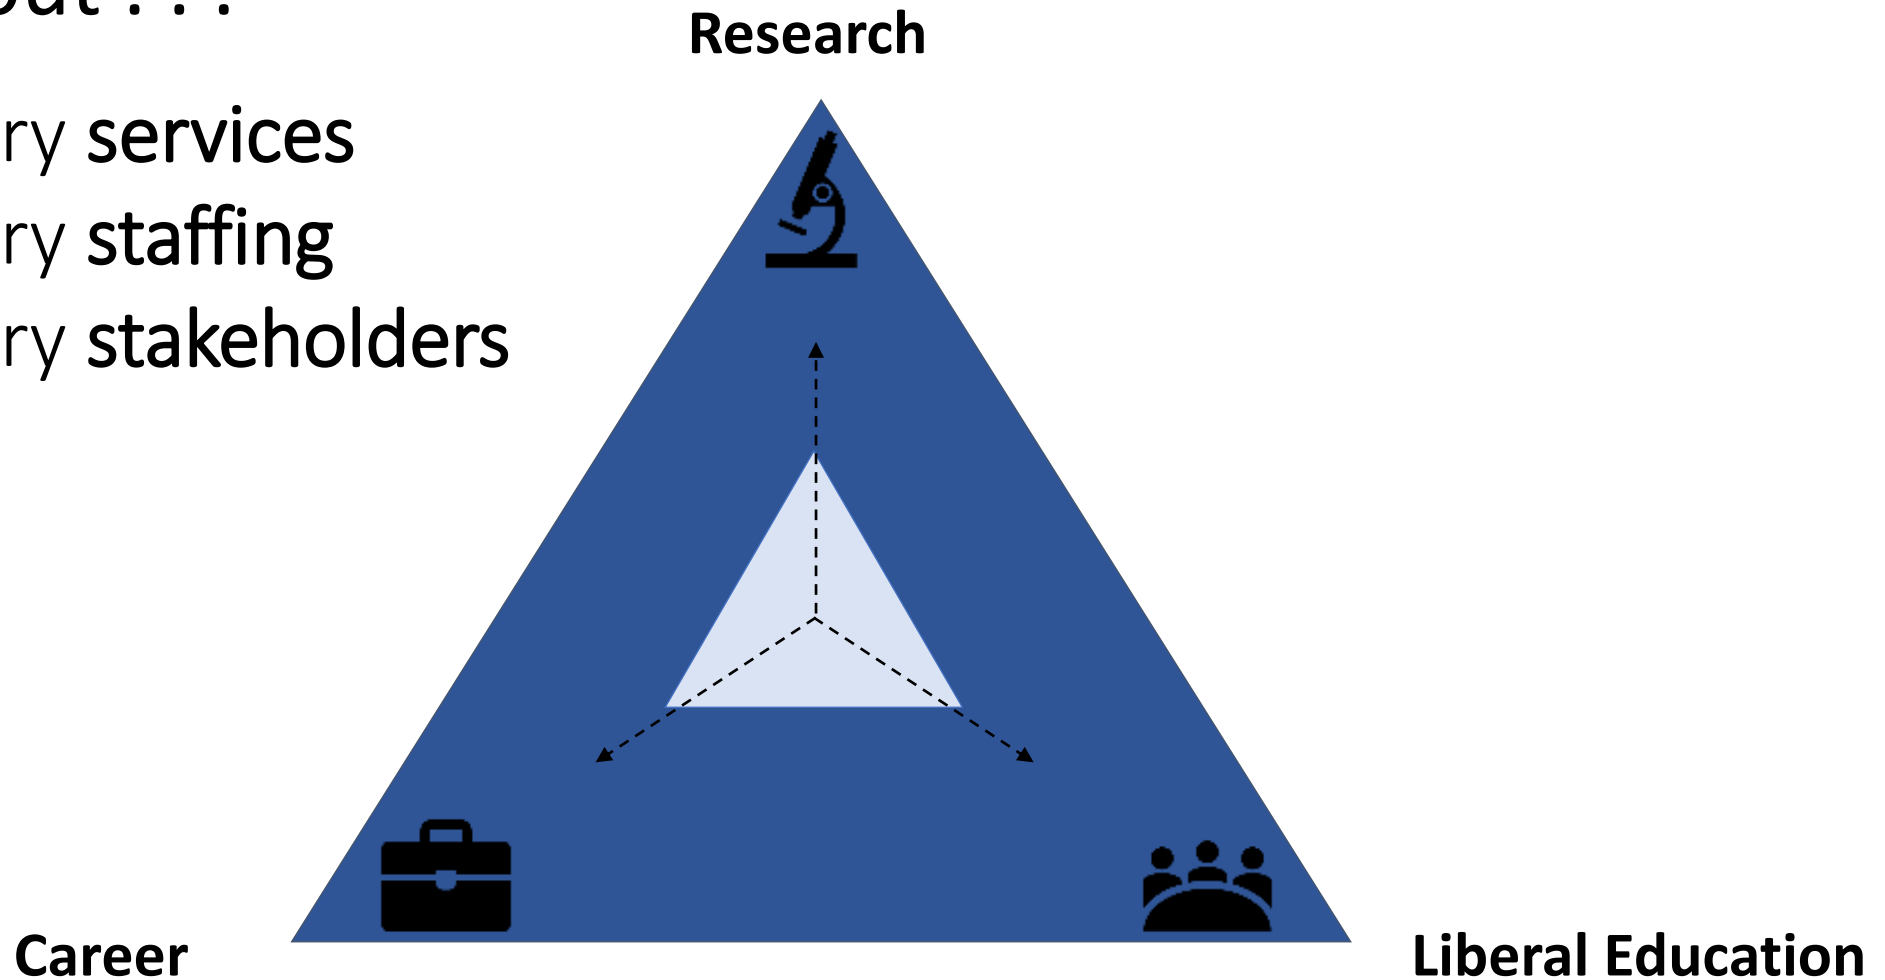 Research
ry services
ry staffing
ry stakeholders
Career
Liberal Education